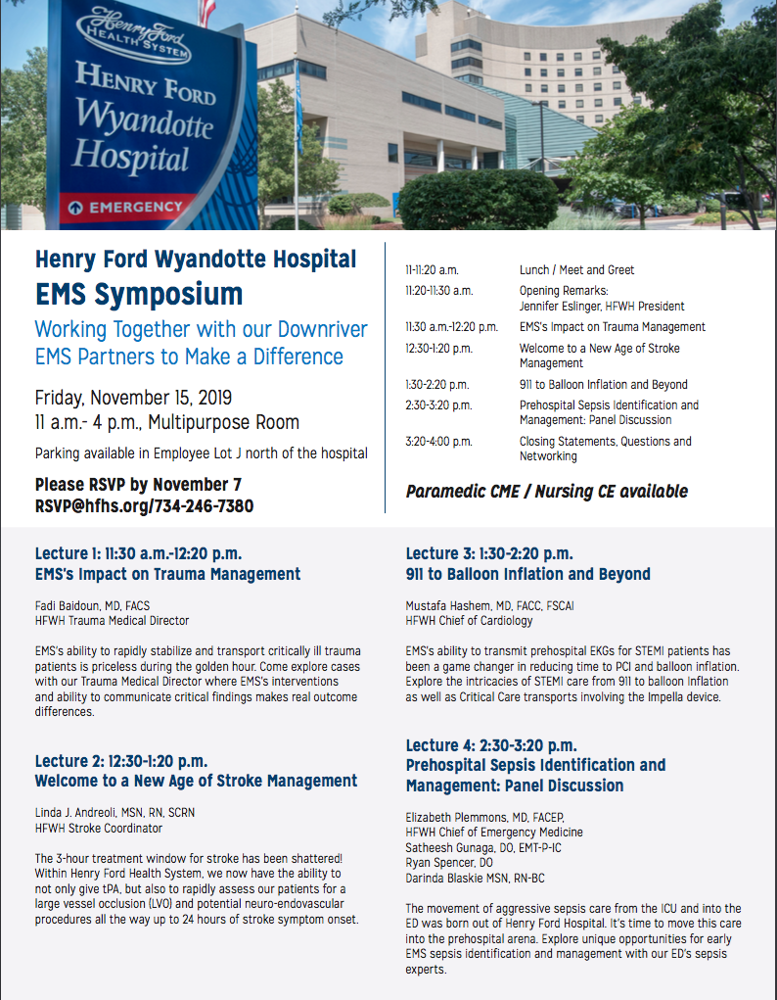 Henry Ford
HEALTH SYSTEM
HENRY FORD
Wyandotte
Hospital
EMERGENCY
Henry Ford Wyandotte Hospital
EMS Symposium
Working Together with our Downriver
EMS Partners to Make a Difference
Friday, November 15, 2019
11 a.m.- 4 p.m., Multipurpose Room
Parking available in Employee Lot J north of the hospital
Please RSVP by November 7
RSVP@hfhs.org/734-246-7380
11-11:20 a.m. Lunch / Meet and Greet
11:20-11:30 a.m. Opening Remarks:
Jennifer Eslinger, HFWH President
11:30 a.m.-12:20 p.m. EMS's Impact on Trauma Management
12:30-1:20 p.m. Welcome to a New Age of Stroke
Management
1:30-2:20 p.m. 911 to Balloon Inflation and Beyond
2:30-3:20 p.m. Prehospital Sepsis Identification and
Management: Panel Discussion
3:20-4:00 p.m. Closing Statements, Questions and
Networking
Paramedic CME / Nursing CE available
Lecture 1: 11:30 a.m.-12:20 p.m.
EMS's Impact on Trauma Management
Fadi Baidoun, MD, FACS
HFWH Trauma Medical Director
EMS's ability to rapidly stabilize and transport critically ill trauma
patients is priceless during the golden hour. Come explore cases
with our Trauma Medical Director where EMS's interventions
and ability to communicate critical findings makes real outcome
differences.
Lecture 2: 12:30-1:20 p.m.
Welcome to a New Age of Stroke Management
Linda J. Andreoli, MSN, RN, SCRN
HFWH Stroke Coordinator
The 3-hour treatment window for stroke has been shattered!
Within Henry Ford Health System, we now have the ability to
not only give tPA, but also to rapidly assess our patients for a
large vessel occlusion (LVO) and potential neuro-endovascular
procedures all the way up to 24 hours of stroke symptom onset.
Lecture 3: 1:30-2:20 p.m.
911 to Balloon Inflation and Beyond
Mustafa Hashem, MD, FACC, FSCAI
HFWH Chief of Cardiology
EMS's ability to transmit prehospital EKGs for STEMI patients has
been a game changer in reducing time to PCI and balloon inflation.
Explore the intricacies of STEMI care from 911 to balloon Inflation
as well as Critical Care transports involving the Impella device.
Lecture 4: 2:30-3:20 p.m.
Prehospital Sepsis Identification and
Management: Panel Discussion
Elizabeth Plemmons, MD, FACEP,
HFWH Chief of Emergency Medicine
Satheesh Gunaga, DO, EMT-P-IC
Ryan Spencer, DO
Darinda Blaskie MSN, RN-BC
The movement of aggressive sepsis care from the ICU and into the
ED was born out of Henry Ford Hospital. It's time to move this care
into the prehospital arena. Explore unique opportunities for early
EMS sepsis identification and management with our ED's sepsis
experts.